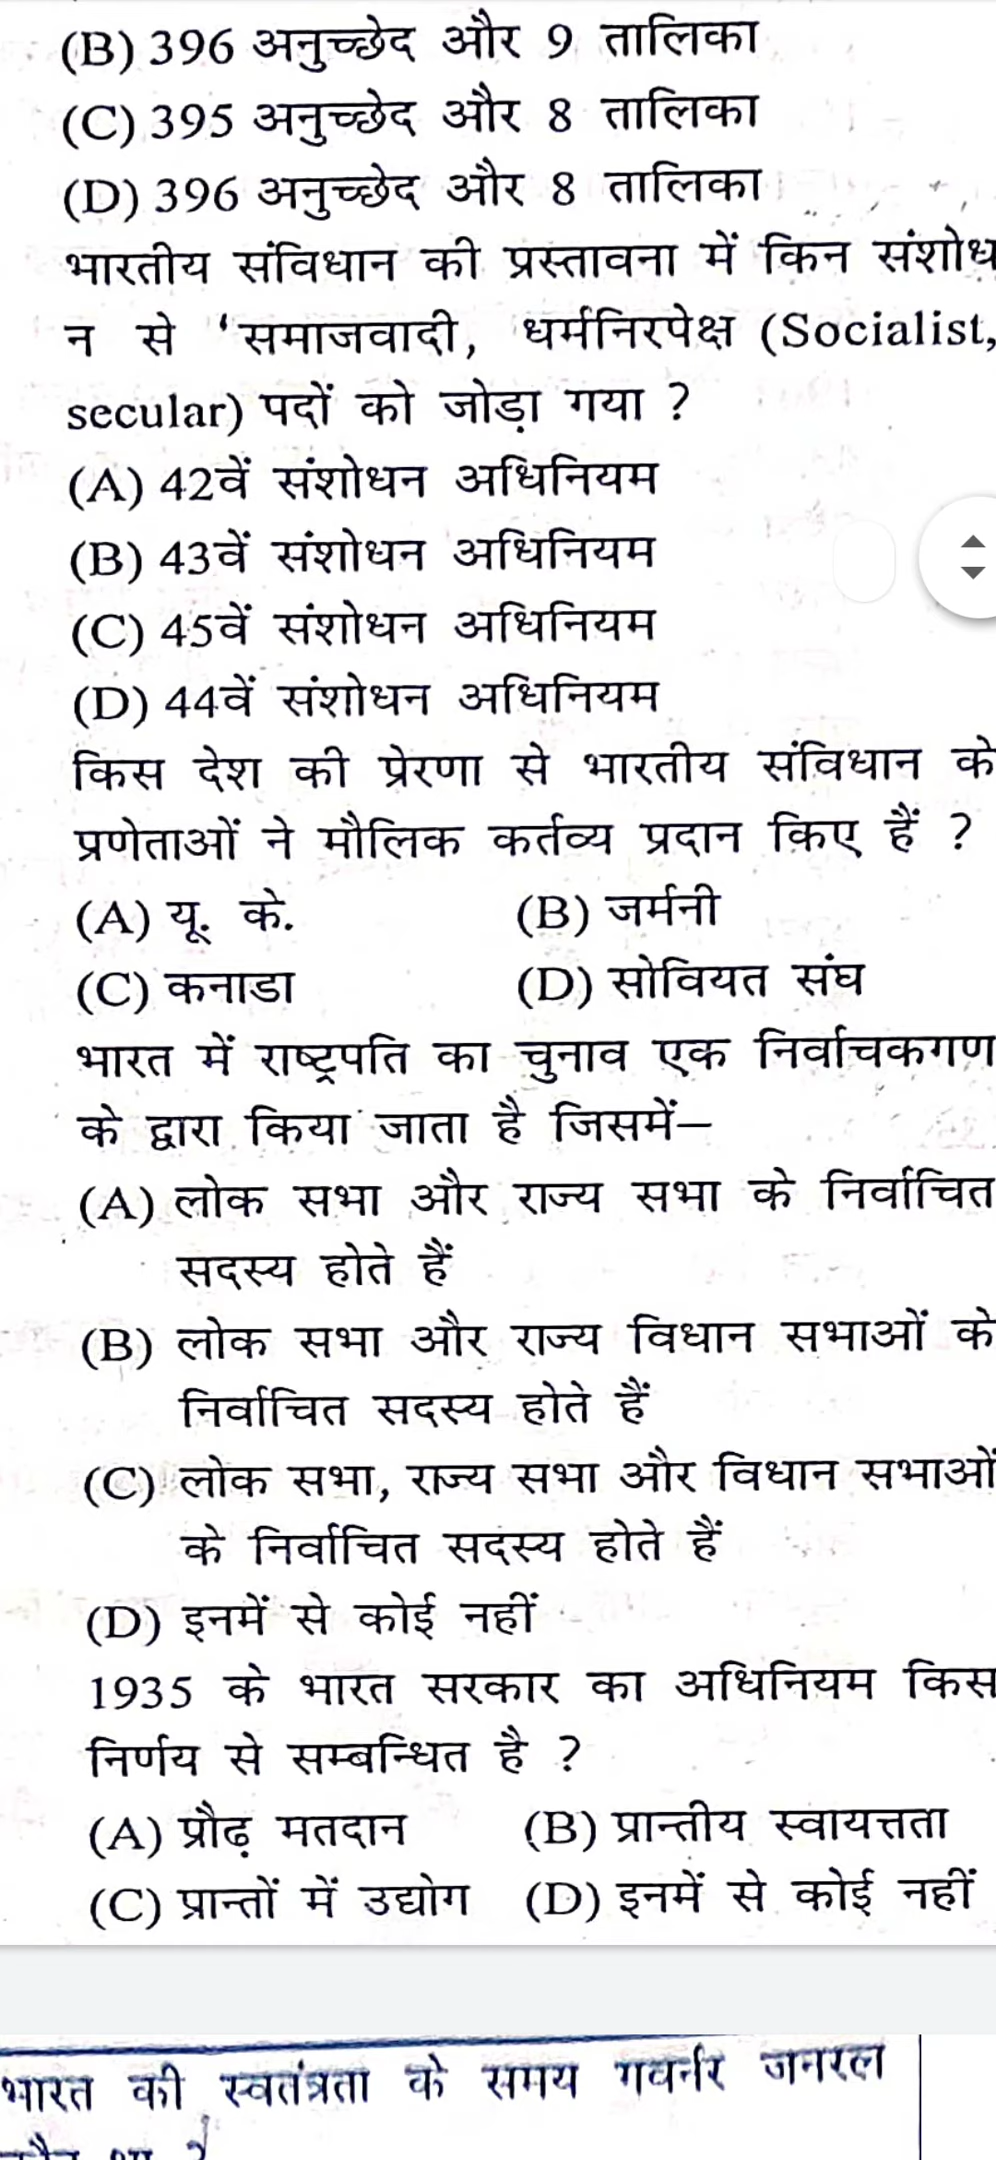 (B) 396 अनुच्छेद और 9 तालिका
(C) 395 अनुच्छेद और 8 तालिका
(D) 396 अनुच्छेद और 8 तालिका
भारतीय संविधान की प्रस्तावना में किन संशोध
न से 'समाजवादी, धर्मनिरपेक्ष (Socialist,
secular) पदों को जोड़ा गया ?
(A) 42वें संशोधन अधिनियम
(B) 43वें संशोधन अधिनियम
(C) 45वें संशोधन अधिनियम
(D) 44वें संशोधन अधिनियम
किस देश की प्रेरणा से भारतीय संविधान के
प्रणेताओं ने मौलिक कर्तव्य प्रदान किए हैं ?
(A) यू. के. (B) जर्मनी
(C) कनाडा (D) सोवियत संघ
भारत में राष्ट्रपति का चुनाव एक निर्वाचकगण
के द्वारा किया जाता है जिसमें–
(A) लोक सभा और राज्य सभा के निर्वाचित
सदस्य होते हैं
(B) लोक सभा और राज्य विधान सभाओं के
निर्वाचित सदस्य होते हैं
(C) लोक सभा, राज्य सभा और विधान सभाओं
के निर्वाचित सदस्य होते हैं
(D) इनमें से कोई नहीं
1935 के भारत सरकार का अधिनियम किस
निर्णय से सम्बन्धित है ?
(A) प्रौढ़ मतदान (B) प्रान्तीय स्वायत्तता
(C) प्रान्तों में उद्योग (D) इनमें से कोई नहीं
भारत की स्वतंत्रता के समय गवर्नर जनरल